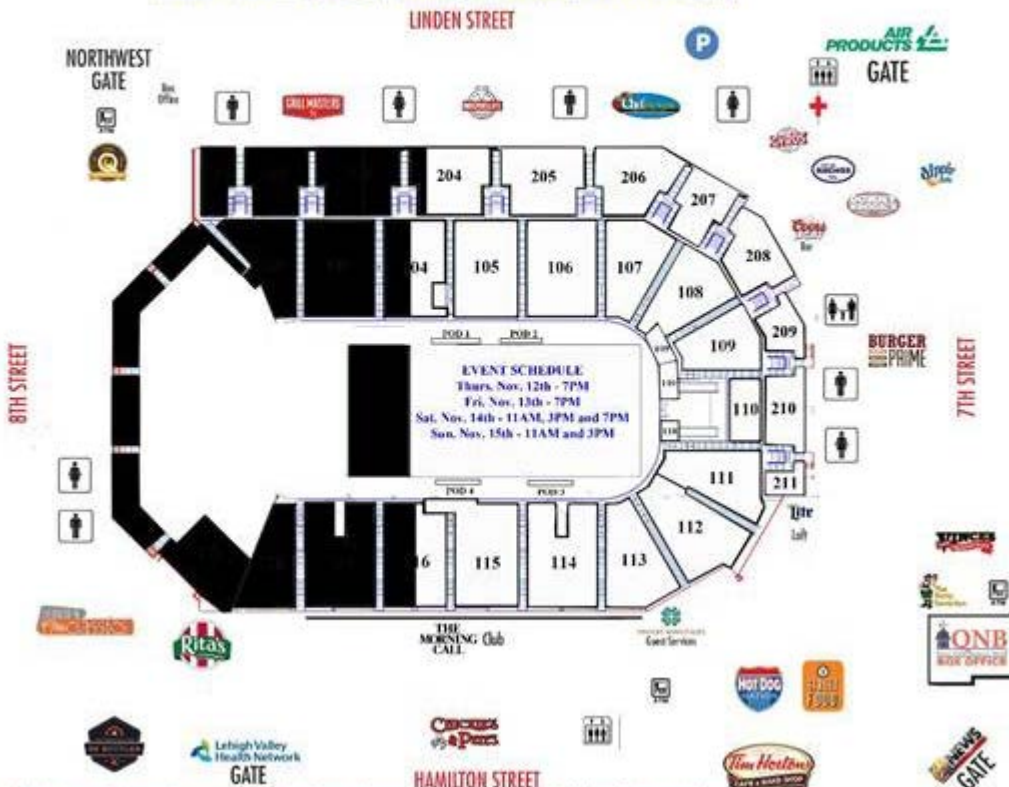 LINDEN STREET
NORTHWEST
GATE
Box
Office
P
AIR
PRODUCTS
GATE
GRILL MASTERS
Q
204
205
206
207
208
209
210
211
04
105
106
107
108
109
110
111
112
113
114
115
16
POD 1
POD 2
POD 4
POD 3
EVENT SCHEDULE
Thurs. Nov. 12th - 7PM
Fri. Nov. 13th - 7PM
Sat. Nov. 14th - 11AM, 3PM and 7PM
Sun. Nov. 15th - 11AM and 3PM
8TH STREET
7TH STREET
Coors
Bar
BURGER
PRIME
Lite
Loft
THE
MORNING
CALL Club
Guest Services
Rita's
QNB
BOX OFFICE
HOT DOG
CHICKIE'S
& PETE'S
Lehigh Valley
Health Network
GATE
Tim Hortons
NEWS
GATE
HAMILTON STREET